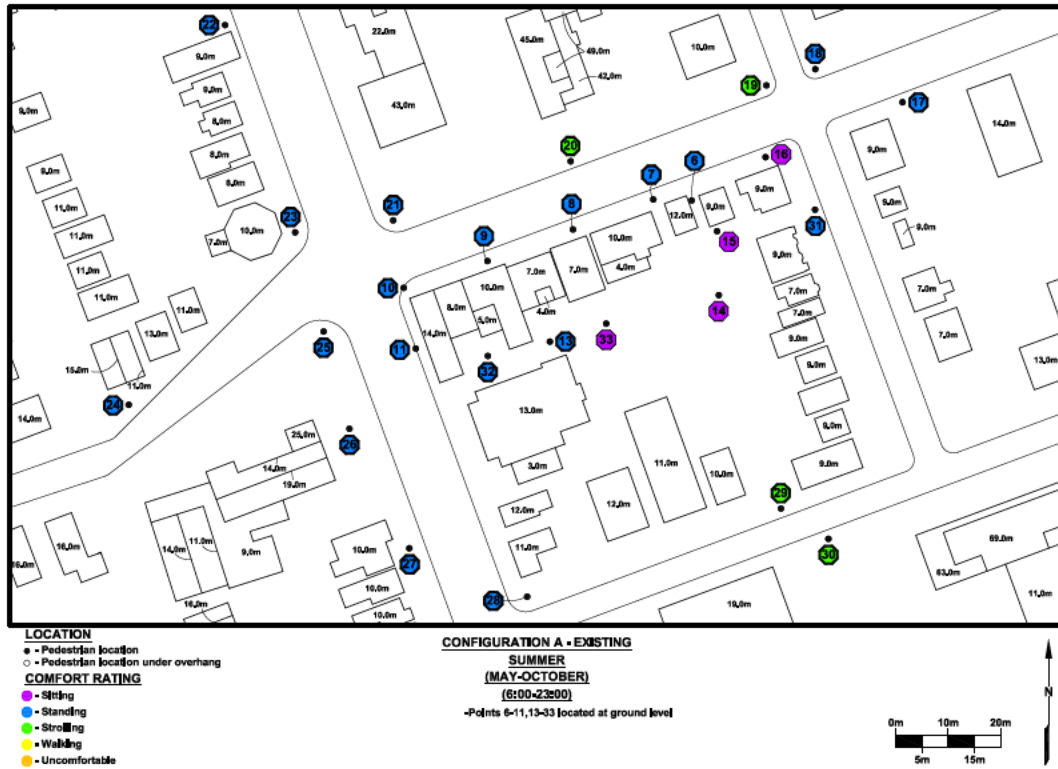 22
9.0m
9.0m
8.0m
8.0m
8.0m
9.0m
9.0m
11.0m
11.0m
11.0m
11.0m
11.0m
13.0m
15.0m
11.0m
14.0m
24
23
7.0m
10.0m
22.0m
43.0m
45.0m
49.0m
42.0m
10.0m
18
19
17
14.0m
20
21
7
6
16
9.0m
9.0m
9.0m
9.0m
7.0m
7.0m
13.0m
8
9
10
11
12.0m
9.0m
9.0m
31
15
14
10.0m
4.0m
7.0m
7.0m
4.0m
10.0m
8.0m
5.0m
14.0m
9.0m
7.0m
7.0m
9.0m
9.0m
9.0m
9.0m
25
32
13
33
13.0m
3.0m
12.0m
11.0m
12.0m
11.0m
10.0m
26
25.0m
14.0m
19.0m
14.0m
11.0m
9.0m
16.0m
16.0m
10.0m
10.0m
10.0m
27
28
29
30
19.0m
69.0m
63.0m
11.0m
LOCATION
- Pedestrian location
- Pedestrian location under overhang
COMFORT RATING
- Sitting
- Standing
- Strolling
- Walking
- Uncomfortable
CONFIGURATION A - EXISTING
SUMMER
(MAY-OCTOBER)
(6:00-23:00)
-Points 6-11,13-33 located at ground level
N
0m 10m 20m
5m 15m